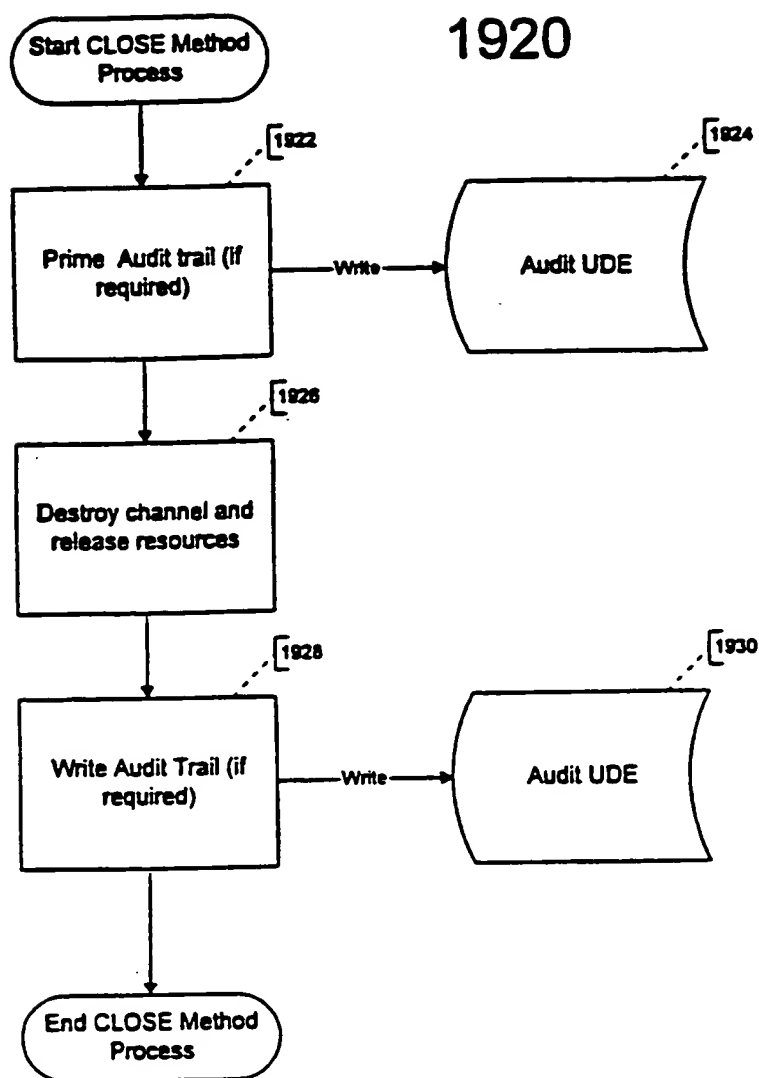 1920
Start CLOSE Method
Process
1922
1924
Prime Audit trail (if
required)
Write
Audit UDE
1926
Destroy channel and
release resources
1928
1930
Write Audit Trail (if
required)
Write
Audit UDE
End CLOSE Method
Process